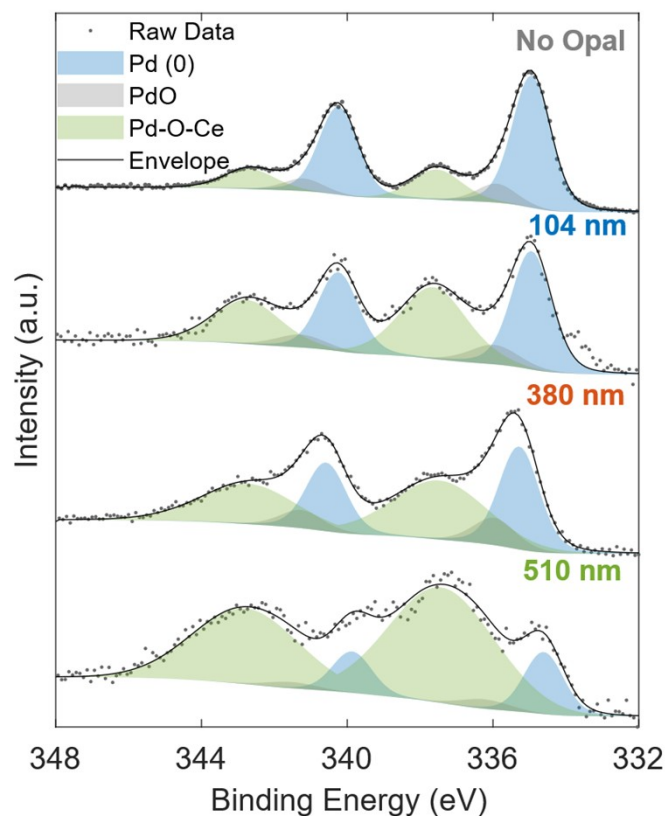 Raw Data
Pd (0)
PdO
Pd-O-Ce
Envelope
No Opal
104 nm
380 nm
510 nm
Intensity (a.u.)
348 344 340 336 332
Binding Energy (eV)